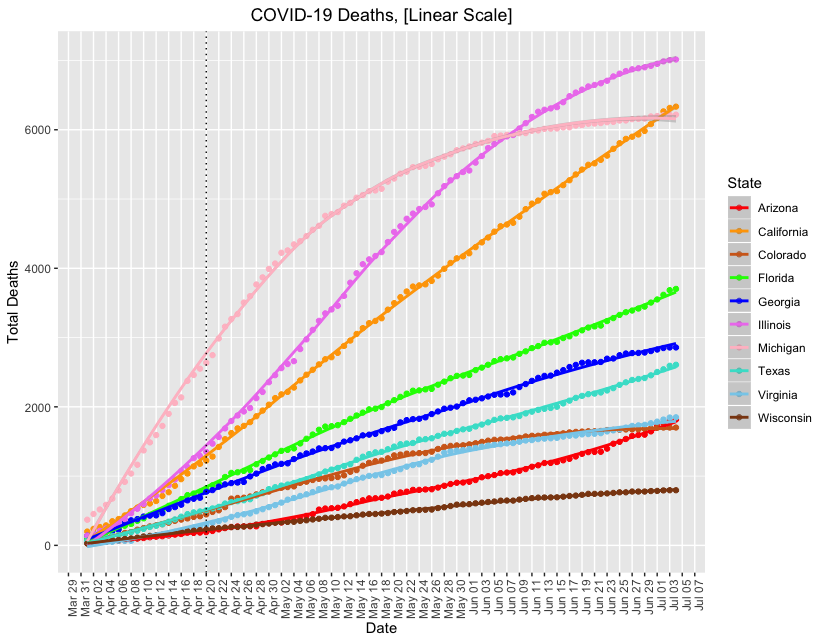 COVID-19 Deaths, [Linear Scale]
Total Deaths
6000
4000
2000
0
Mar 29
Mar 31
Apr 02
Apr 04
Apr 06
Apr 08
Apr 10
Apr 12
Apr 14
Apr 16
Apr 18
Apr 20
Apr 22
Apr 24
Apr 26
Apr 28
Apr 30
May 02
May 04
May 06
May 08
May 10
May 12
May 14
May 16
May 18
May 20
May 22
May 24
May 26
May 28
May 30
Jun 01
Jun 03
Jun 05
Jun 07
Jun 09
Jun 11
Jun 13
Jun 15
Jun 17
Jun 19
Jun 21
Jun 23
Jun 25
Jun 27
Jun 29
Jul 01
Jul 03
Jul 05
Jul 07
Date
State
Arizona
California
Colorado
Florida
Georgia
Illinois
Michigan
Texas
Virginia
Wisconsin